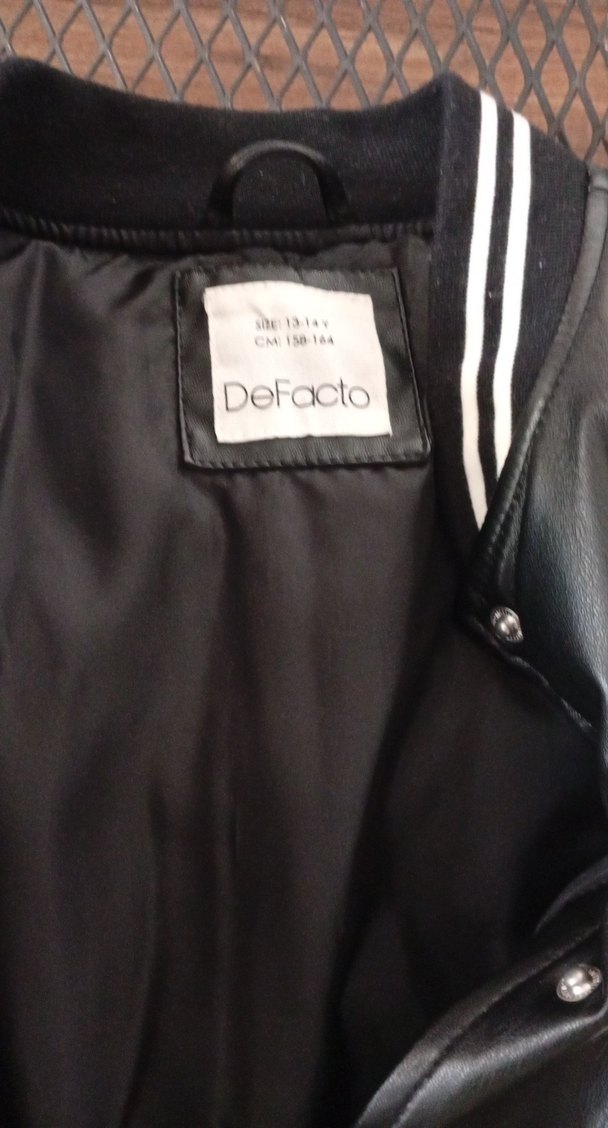 SIZE: 13-14 Y
CM: 158-164
DeFacto